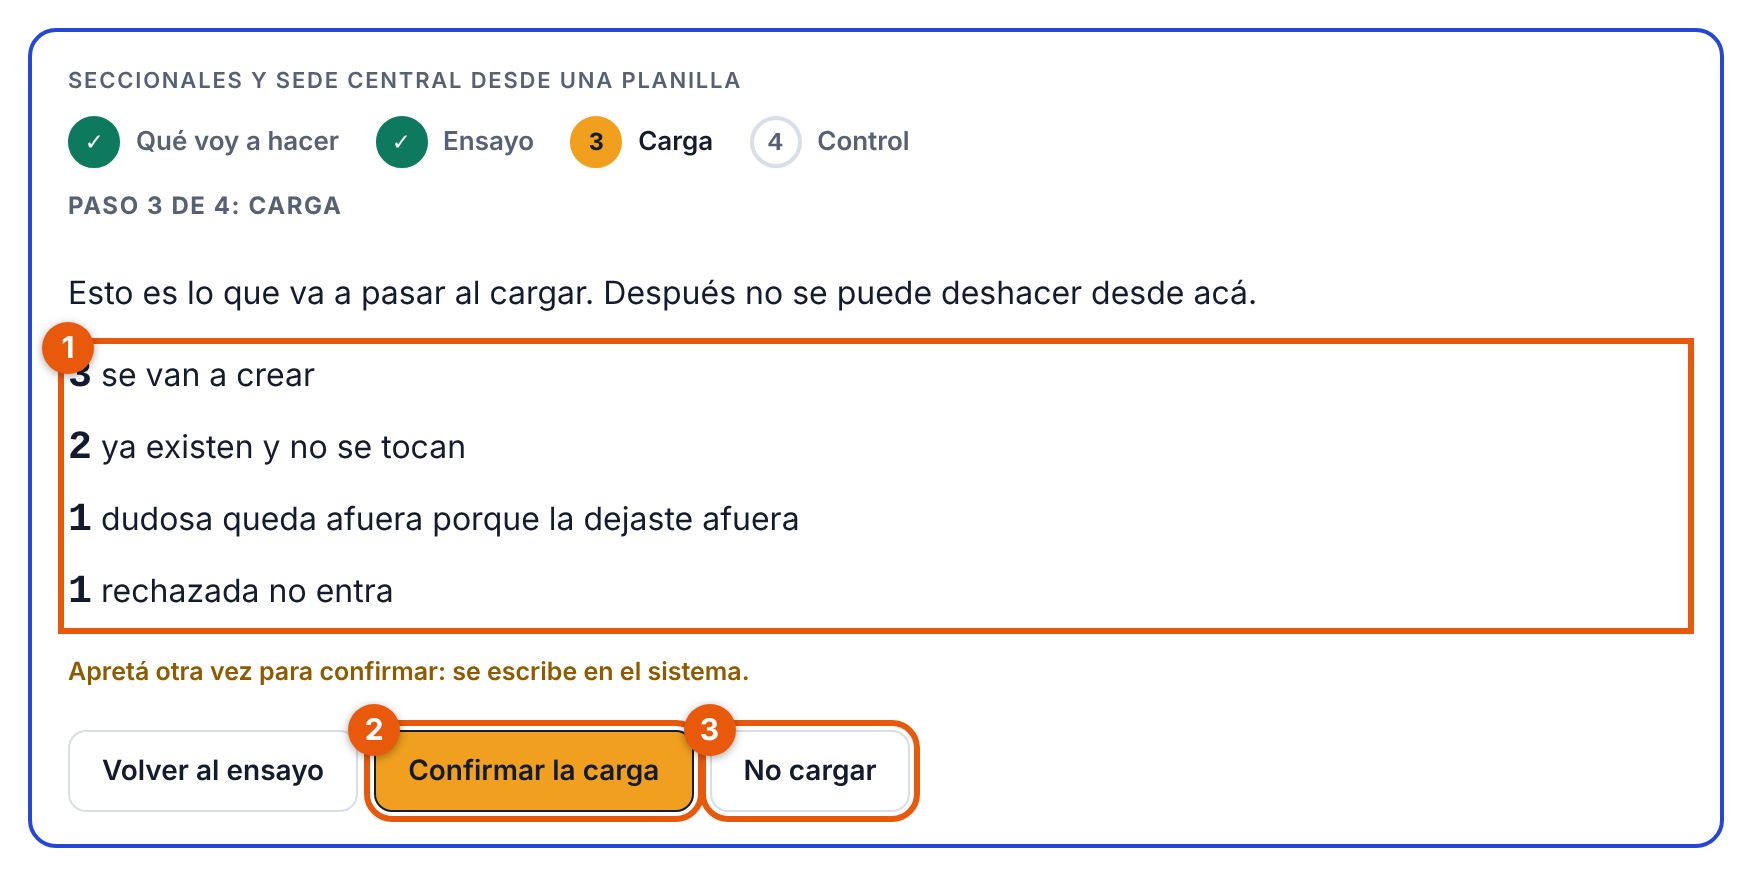 SECCIONALES Y SEDE CENTRAL DESDE UNA PLANILLA
✓ Qué voy a hacer ✓ Ensayo 3 Carga 4 Control
PASO 3 DE 4: CARGA
Esto es lo que va a pasar al cargar. Después no se puede deshacer desde acá.
1
3 se van a crear
2 ya existen y no se tocan
1 dudosa queda afuera porque la dejaste afuera
1 rechazada no entra
Apretá otra vez para confirmar: se escribe en el sistema.
2 3
Volver al ensayo Confirmar la carga No cargar